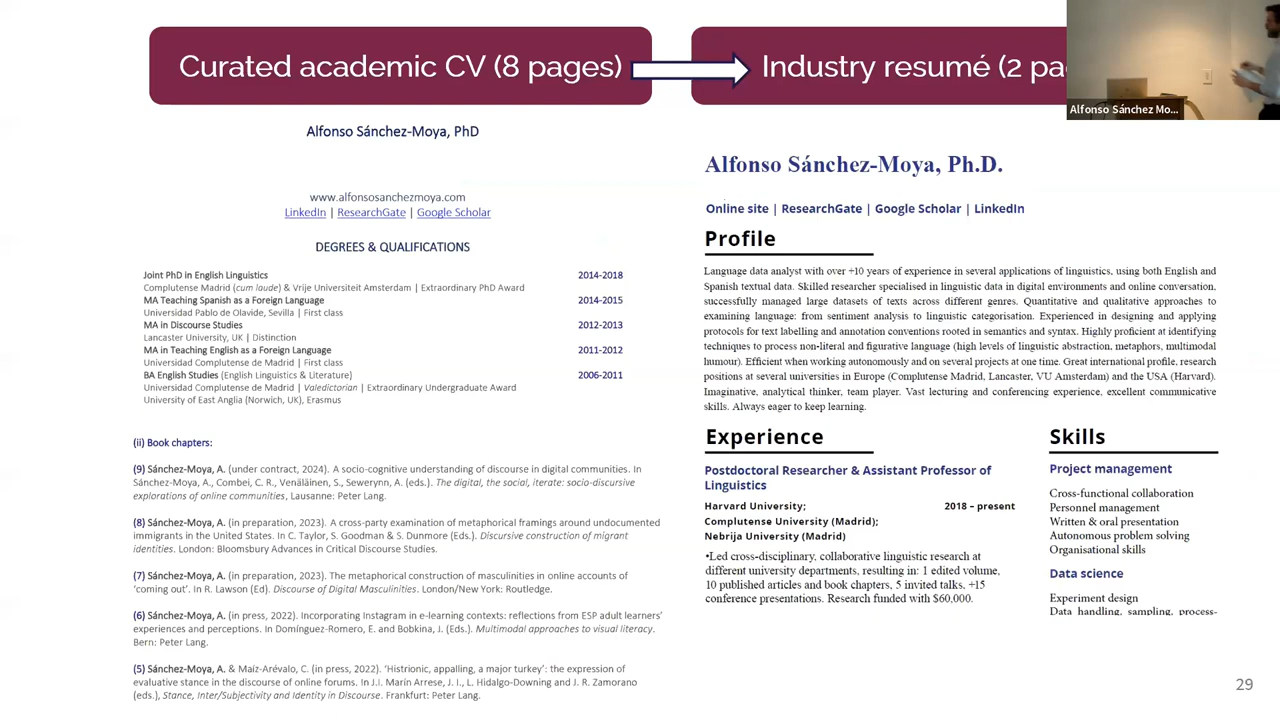 Curated academic CV (8 pages)
Industry resumé (2 pa
Alfonso Sánchez Mo...
Alfonso Sánchez-Moya, PhD
www.alfonsosanchezmoya.com
LinkedIn | ResearchGate | Google Scholar
DEGREES & QUALIFICATIONS
Joint PhD in English Linguistics 2014-2018
Complutense Madrid (cum laude) & Vrije Universiteit Amsterdam | Extraordinary PhD Award
MA Teaching Spanish as a Foreign Language 2014-2015
Universidad Pablo de Olavide, Sevilla | First class
MA in Discourse Studies 2012-2013
Lancaster University, UK | Distinction
MA in Teaching English as a Foreign Language 2011-2012
Universidad Complutense de Madrid | First class
BA English Studies (English Linguistics & Literature) 2006-2011
Universidad Complutense de Madrid | Valedictorian | Extraordinary Undergraduate Award
University of East Anglia (Norwich, UK), Erasmus
(ii) Book chapters:
(9) Sánchez-Moya, A. (under contract, 2024). A socio-cognitive understanding of discourse in digital communities. In
Sánchez-Moya, A., Combei, C. R., Venäläinen, S., Sewerynn, A. (eds.). The digital, the social, iterate: socio-discursive
explorations of online communities, Lausanne: Peter Lang.
(8) Sánchez-Moya, A. (in preparation, 2023). A cross-party examination of metaphorical framings around undocumented
immigrants in the United States. In C. Taylor, S. Goodman & S. Dunmore (Eds.). Discursive construction of migrant
identities. London: Bloomsbury Advances in Critical Discourse Studies.
(7) Sánchez-Moya, A. (in preparation, 2023). The metaphorical construction of masculinities in online accounts of
‘coming out’. In R. Lawson (Ed). Discourse of Digital Masculinities. London/New York: Routledge.
(6) Sánchez-Moya, A. (in press, 2022). Incorporating Instagram in e-learning contexts: reflections from ESP adult learners’
experiences and perceptions. In Domínguez-Romero, E. and Bobkina, J. (Eds.). Multimodal approaches to visual literacy.
Bern: Peter Lang.
(5) Sánchez-Moya, A. & Maíz-Arévalo, C. (in press, 2022). ‘Histrionic, appalling, a major turkey’: the expression of
evaluative stance in the discourse of online forums. In J.I. Marín Arrese, J. I., L. Hidalgo-Downing and J. R. Zamorano
(eds.), Stance, Inter/Subjectivity and Identity in Discourse. Frankfurt: Peter Lang.
Alfonso Sánchez-Moya, Ph.D.
Online site | ResearchGate | Google Scholar | LinkedIn
Profile
Language data analyst with over +10 years of experience in several applications of linguistics, using both English and
Spanish textual data. Skilled researcher specialised in linguistic data in digital environments and online conversation,
successfully managed large datasets of texts across different genres. Quantitative and qualitative approaches to
examining language: from sentiment analysis to linguistic categorisation. Experienced in designing and applying
protocols for text labelling and annotation conventions rooted in semantics and syntax. Highly proficient at identifying
techniques to process non-literal and figurative language (high levels of linguistic abstraction, metaphors, multimodal
humour). Efficient when working autonomously and on several projects at one time. Great international profile, research
positions at several universities in Europe (Complutense Madrid, Lancaster, VU Amsterdam) and the USA (Harvard).
Imaginative, analytical thinker, team player. Vast lecturing and conferencing experience, excellent communicative
skills. Always eager to keep learning.
Experience
Postdoctoral Researcher & Assistant Professor of
Linguistics
Harvard University; 2018 – present
Complutense University (Madrid);
Nebrija University (Madrid)
•Led cross-disciplinary, collaborative linguistic research at
different university departments, resulting in: 1 edited volume,
10 published articles and book chapters, 5 invited talks, +15
conference presentations. Research funded with $60,000.
Skills
Project management
Cross-functional collaboration
Personnel management
Written & oral presentation
Autonomous problem solving
Organisational skills
Data science
Experiment design
Data handling, sampling, process-
29